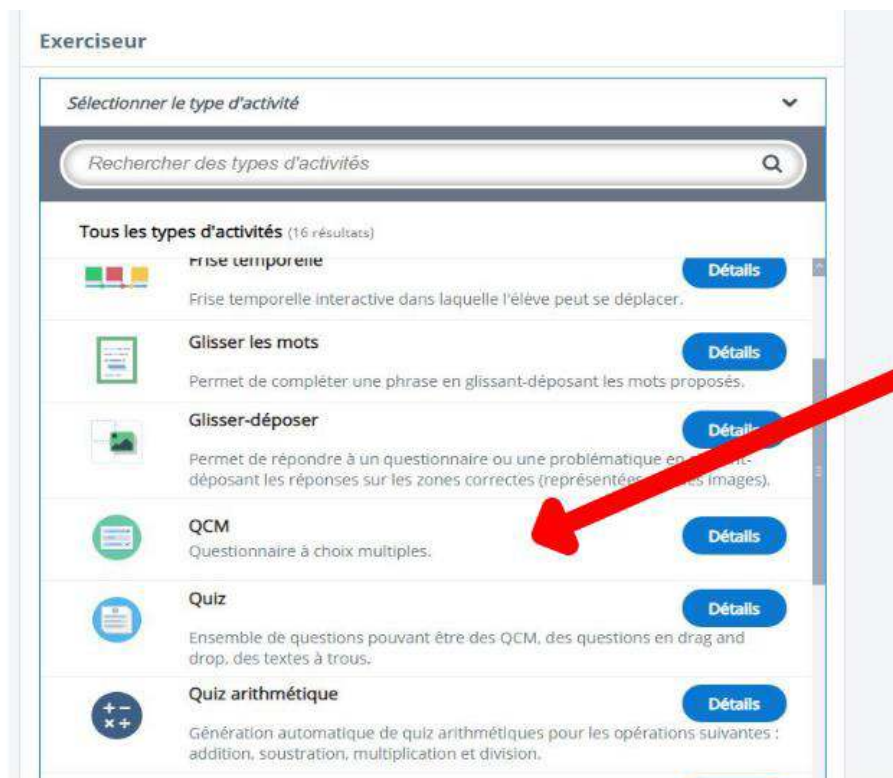 Exerciseur
Sélectionner le type d'activité
Rechercher des types d'activités
Tous les types d'activités (16 résultats)
Frise temporelle
Détails
Frise temporelle interactive dans laquelle l'élève peut se déplacer.
Glisser les mots
Détails
Permet de compléter une phrase en glissant-déposant les mots proposés.
Glisser-déposer
Détails
Permet de répondre à un questionnaire ou une problématique en
déposant les réponses sur les zones correctes (représentées images).
QCM
Détails
Questionnaire à choix multiples.
Quiz
Détails
Ensemble de questions pouvant être des QCM, des questions en drag and
drop, des textes à trous.
Quiz arithmétique
Détails
Génération automatique de quiz arithmétiques pour les opérations suivantes :
addition, soustration, multiplication et division.